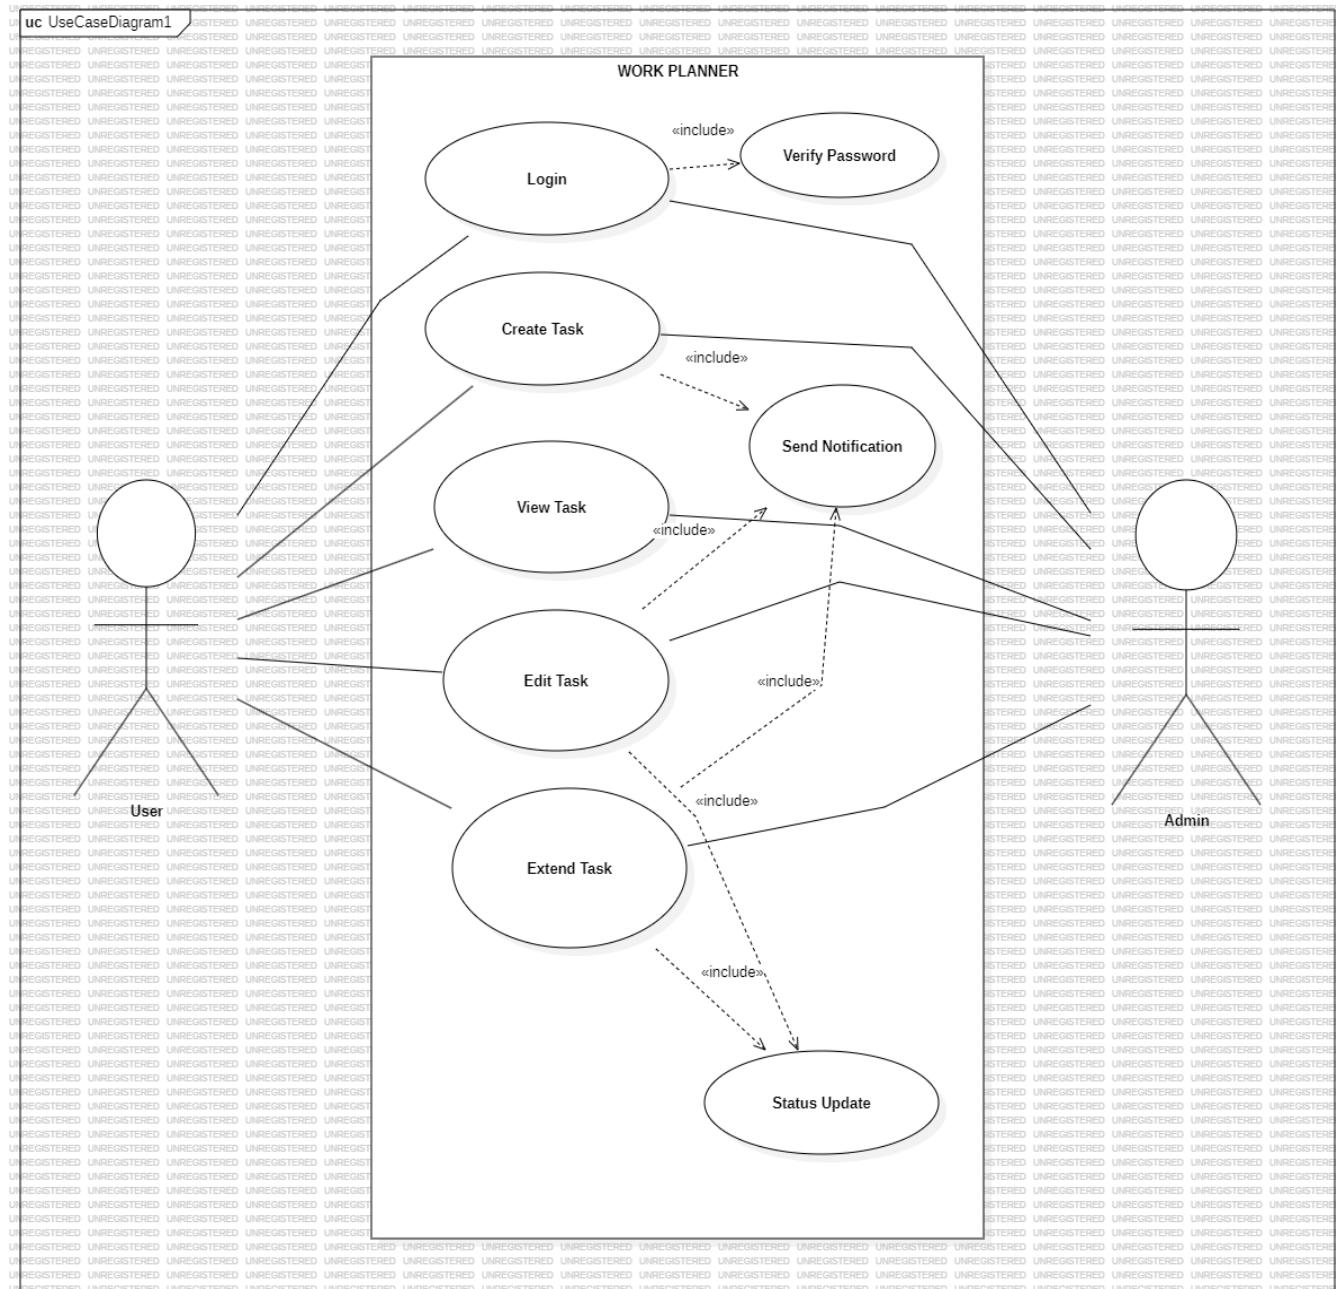 uc UseCaseDiagram1
WORK PLANNER
«include»
Verify Password
Login
Create Task
«include»
Send Notification
View Task
«include»
Edit Task
«include»
«include»
User
Admin
Extend Task
«include»
Status Update
UNREGISTERED